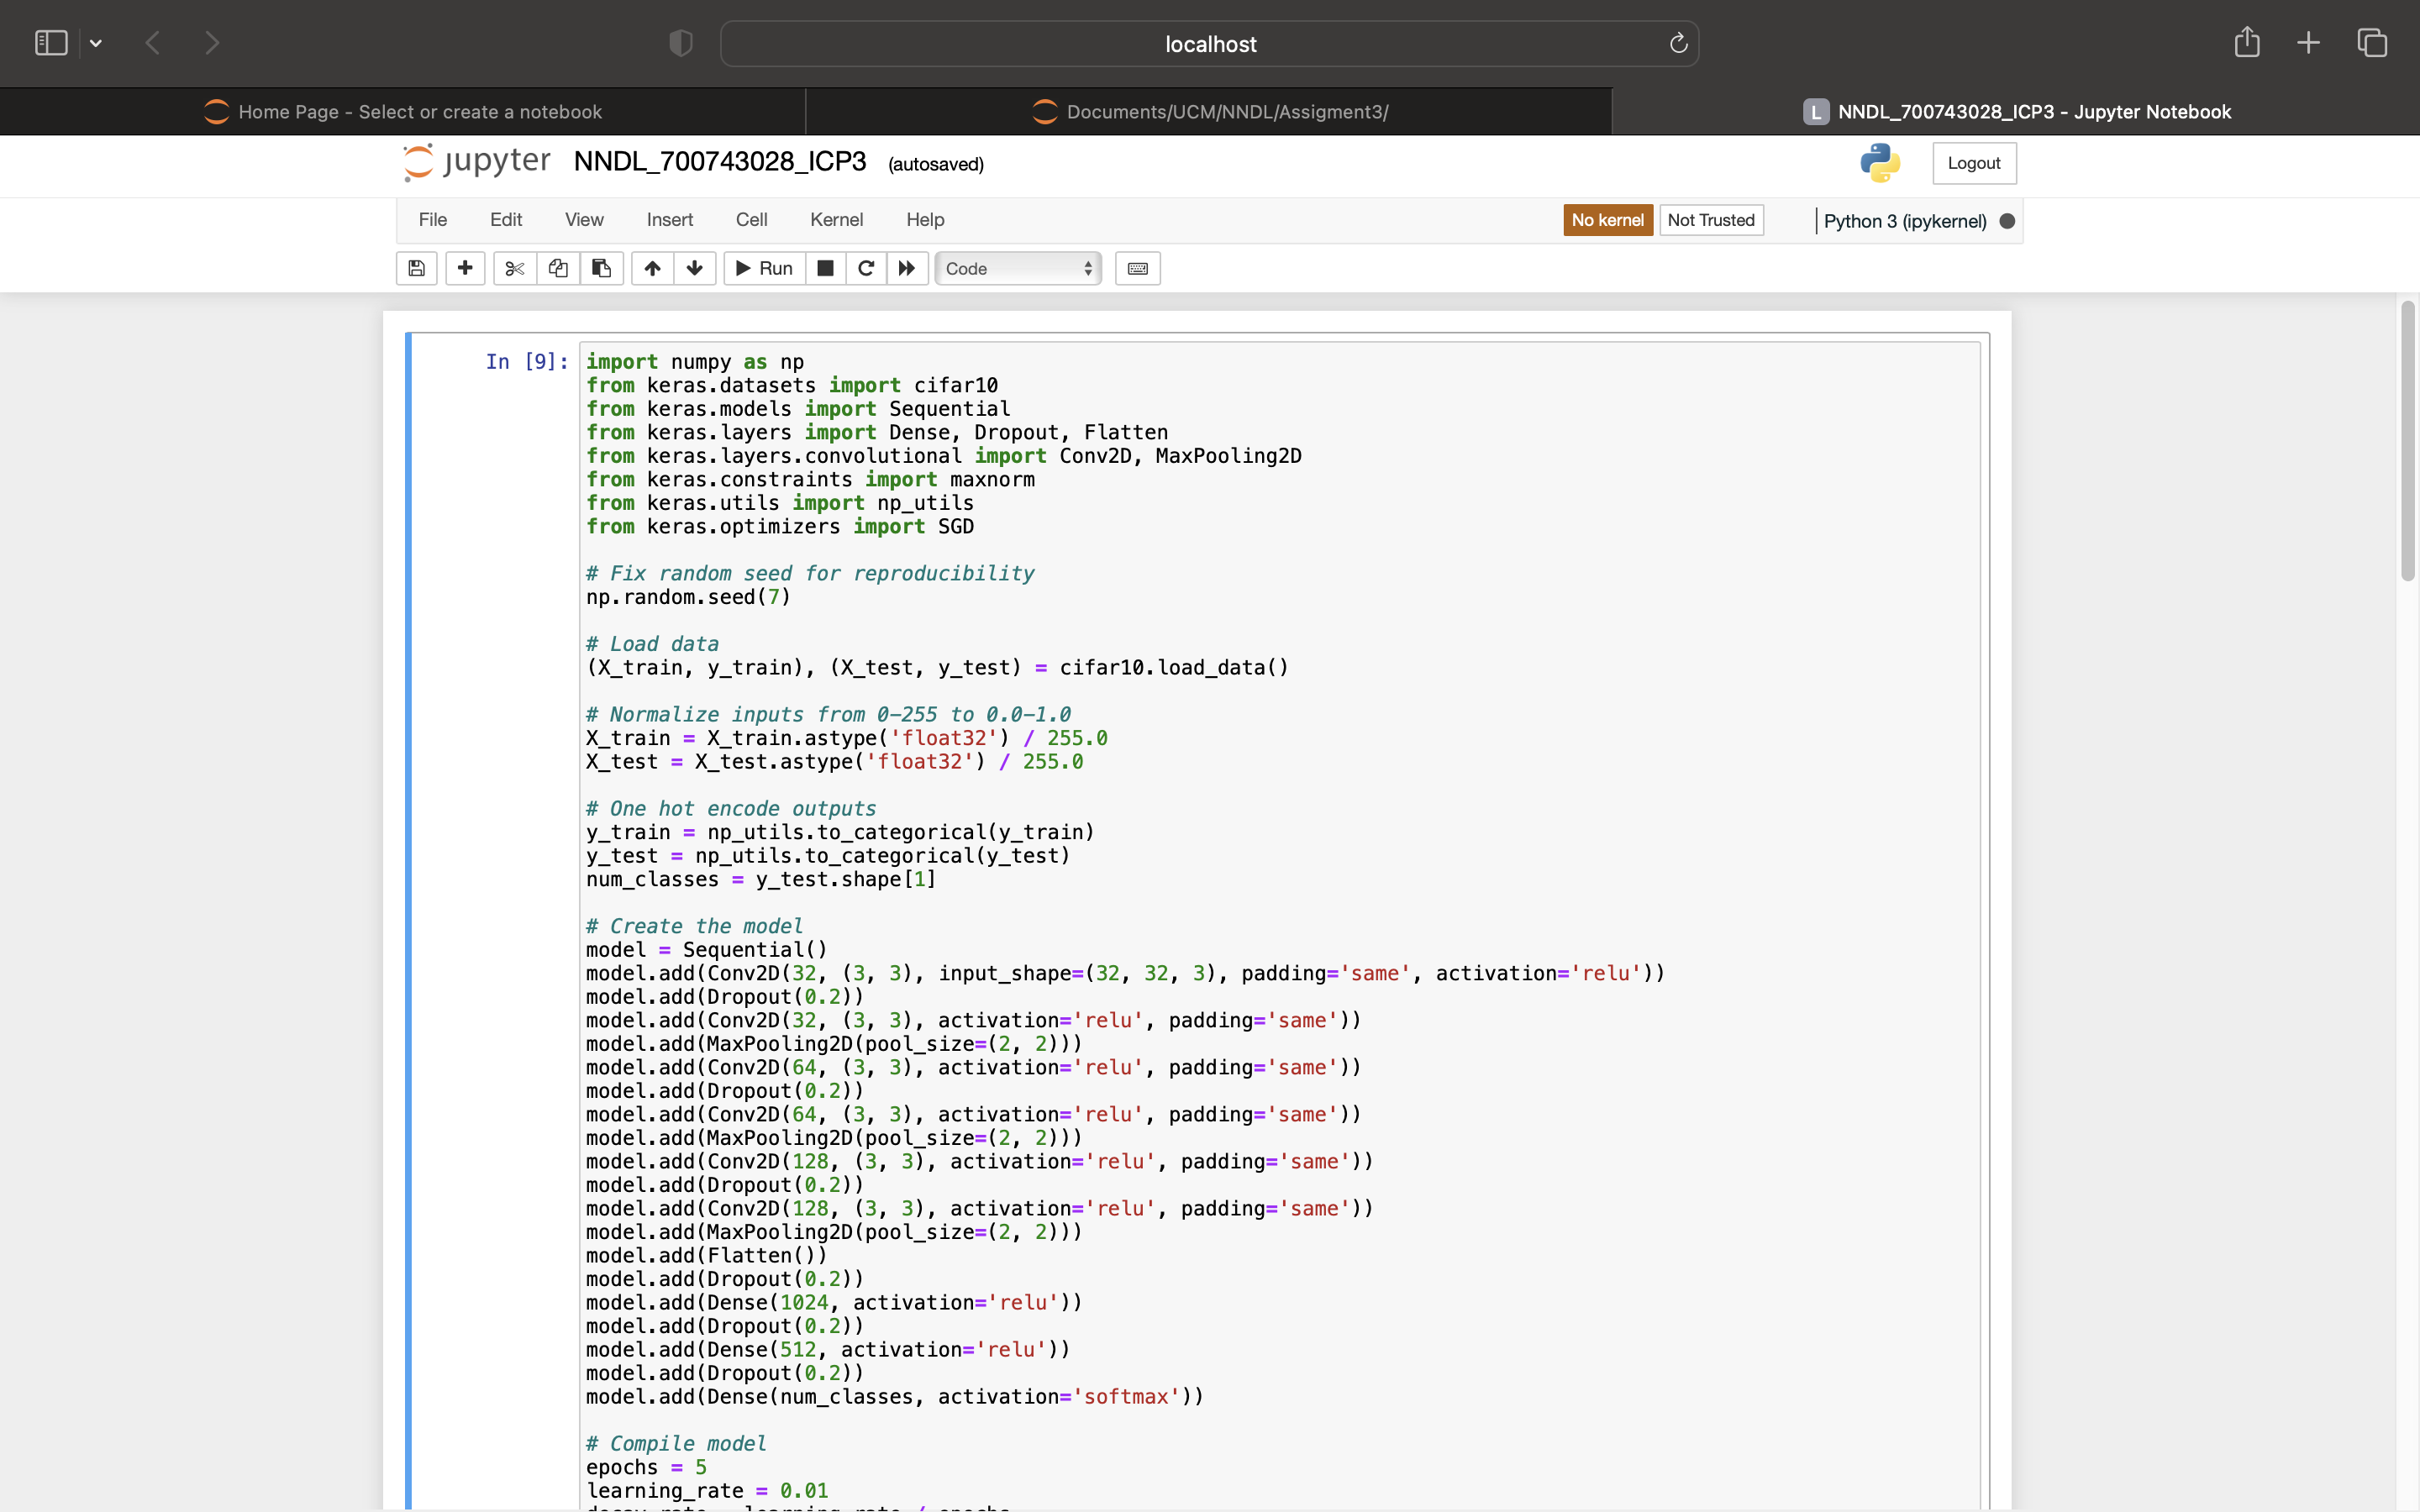 localhost
Home Page - Select or create a notebook
Documents/UCM/NNDL/Assigment3/
L NNDL_700743028_ICP3 - Jupyter Notebook
jupyter NNDL_700743028_ICP3 (autosaved)
Logout
File Edit View Insert Cell Kernel Help
No kernel Not Trusted Python 3 (ipykernel)
Run Code
In [9]:
import numpy as np
from keras.datasets import cifar10
from keras.models import Sequential
from keras.layers import Dense, Dropout, Flatten
from keras.layers.convolutional import Conv2D, MaxPooling2D
from keras.constraints import maxnorm
from keras.utils import np_utils
from keras.optimizers import SGD
# Fix random seed for reproducibility
np.random.seed(7)
# Load data
(X_train, y_train), (X_test, y_test) = cifar10.load_data()
# Normalize inputs from 0-255 to 0.0-1.0
X_train = X_train.astype('float32') / 255.0
X_test = X_test.astype('float32') / 255.0
# One hot encode outputs
y_train = np_utils.to_categorical(y_train)
y_test = np_utils.to_categorical(y_test)
num_classes = y_test.shape[1]
# Create the model
model = Sequential()
model.add(Conv2D(32, (3, 3), input_shape=(32, 32, 3), padding='same', activation='relu'))
model.add(Dropout(0.2))
model.add(Conv2D(32, (3, 3), activation='relu', padding='same'))
model.add(MaxPooling2D(pool_size=(2, 2)))
model.add(Conv2D(64, (3, 3), activation='relu', padding='same'))
model.add(Dropout(0.2))
model.add(Conv2D(64, (3, 3), activation='relu', padding='same'))
model.add(MaxPooling2D(pool_size=(2, 2)))
model.add(Conv2D(128, (3, 3), activation='relu', padding='same'))
model.add(Dropout(0.2))
model.add(Conv2D(128, (3, 3), activation='relu', padding='same'))
model.add(MaxPooling2D(pool_size=(2, 2)))
model.add(Flatten())
model.add(Dropout(0.2))
model.add(Dense(1024, activation='relu'))
model.add(Dropout(0.2))
model.add(Dense(512, activation='relu'))
model.add(Dropout(0.2))
model.add(Dense(num_classes, activation='softmax'))
# Compile model
epochs = 5
learning_rate = 0.01